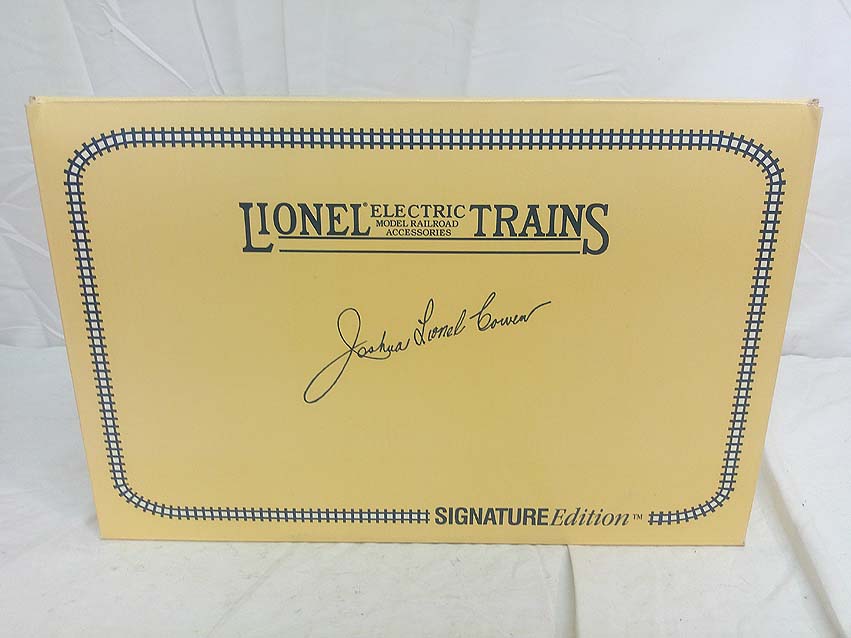 LIONEL® ELECTRIC TRAINS
MODEL RAILROAD
ACCESSORIES
Joshua Lionel Cowen
SIGNATURE Edition™